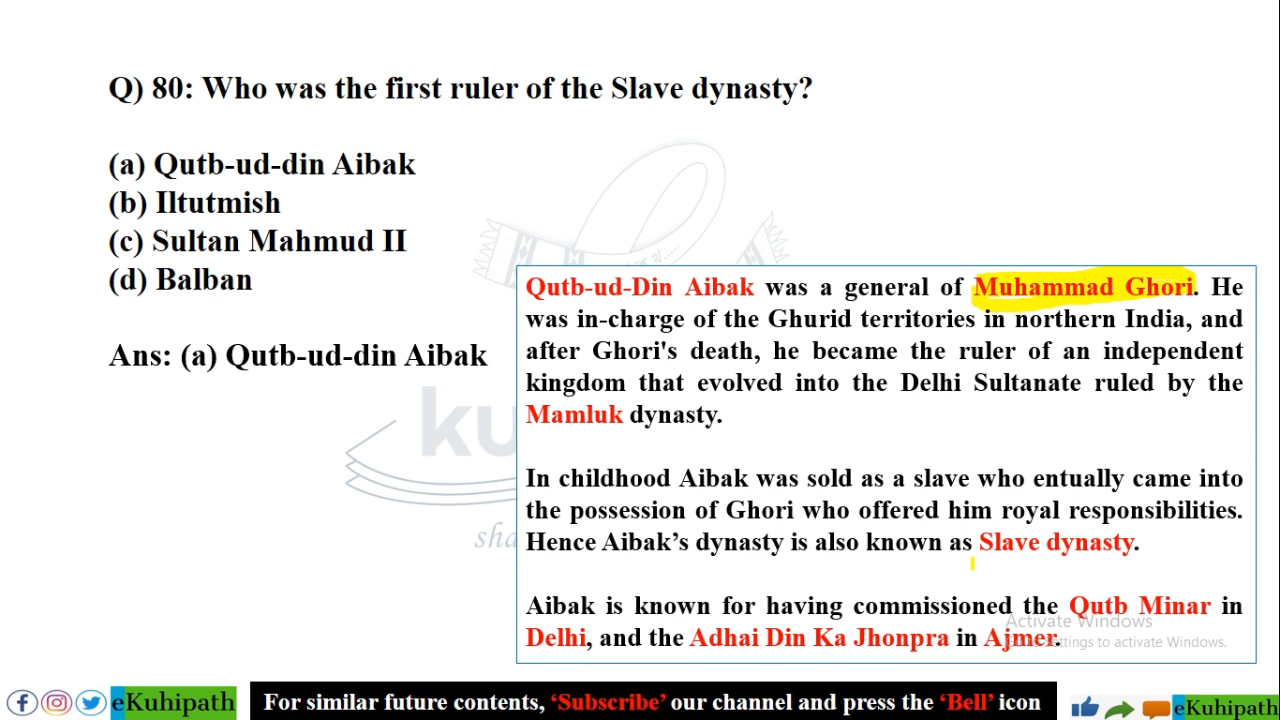 Q) 80: Who was the first ruler of the Slave dynasty?
(a) Qutb-ud-din Aibak
(b) Iltutmish
(c) Sultan Mahmud II
(d) Balban
Ans: (a) Qutb-ud-din Aibak
Qutb-ud-Din Aibak was a general of Muhammad Ghori. He
was in-charge of the Ghurid territories in northern India, and
after Ghori's death, he became the ruler of an independent
kingdom that evolved into the Delhi Sultanate ruled by the
Mamluk dynasty.
In childhood Aibak was sold as a slave who entually came into
the possession of Ghori who offered him royal responsibilities.
Hence Aibak’s dynasty is also known as Slave dynasty.
Aibak is known for having commissioned the Qutb Minar in
Delhi, and the Adhai Din Ka Jhonpra in Ajmer.
Activate Windows
Settings to activate Windows.
ku
sha
eKuhipath
For similar future contents, ‘Subscribe’ our channel and press the ‘Bell’ icon
eKuhipath